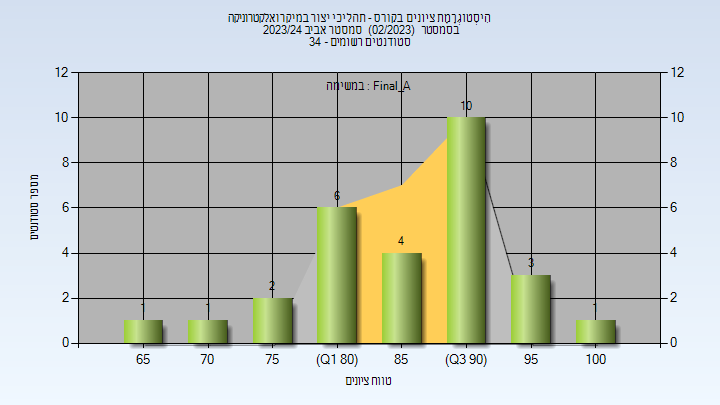 היסטוגרמת ציונים בקורס - תהליכי יצור במיקרואלקטרוניקה
בסמסטר (02/2023) סמסטר אביב 2023/24
סטודנטים רשומים - 34
במשימה : Final_A
12 12
10 10 10
8 8
מספר סטודנטים
6 6 6
4 4 4
3
2 2 2
1 1 1
0 0
65 70 75 (Q1 80) 85 (Q3 90) 95 100
טווח ציונים